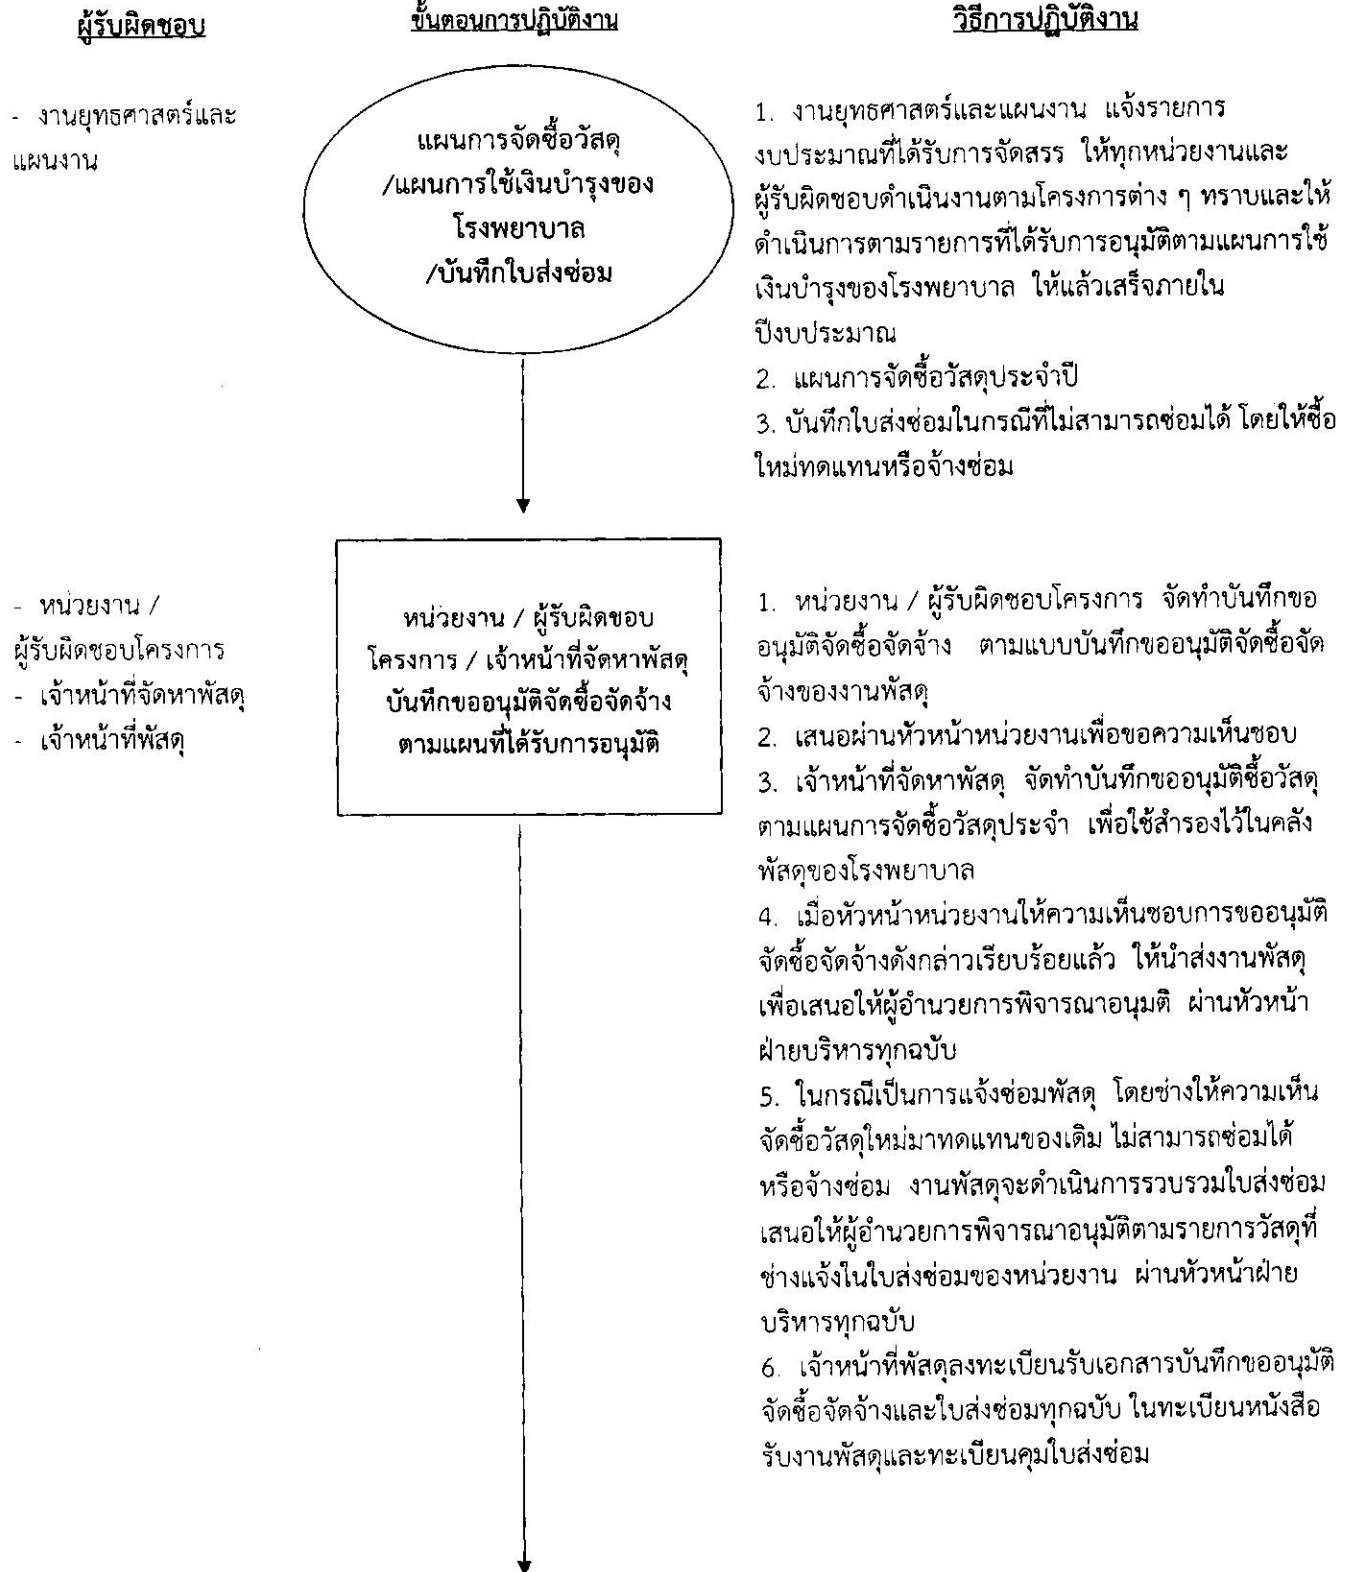 ผู้รับผิดชอบ
ขั้นตอนการปฏิบัติงาน
วิธีการปฏิบัติงาน
- งานยุทธศาสตร์และ
แผนงาน
แผนการจัดซื้อวัสดุ
/แผนการใช้เงินบำรุงของ
โรงพยาบาล
/บันทึกใบส่งซ่อม
1. งานยุทธศาสตร์และแผนงาน แจ้งรายการ
งบประมาณที่ได้รับการจัดสรร ให้ทุกหน่วยงานและ
ผู้รับผิดชอบดำเนินงานตามโครงการต่าง ๆ ทราบและให้
ดำเนินการตามรายการที่ได้รับการอนุมัติตามแผนการใช้
เงินบำรุงของโรงพยาบาล ให้แล้วเสร็จภายใน
ปีงบประมาณ
2. แผนการจัดซื้อวัสดุประจำปี
3. บันทึกใบส่งซ่อมในกรณีที่ไม่สามารถซ่อมได้ โดยให้ซื้อ
ใหม่ทดแทนหรือจ้างซ่อม
- หน่วยงาน /
ผู้รับผิดชอบโครงการ
- เจ้าหน้าที่จัดหาพัสดุ
- เจ้าหน้าที่พัสดุ
หน่วยงาน / ผู้รับผิดชอบ
โครงการ / เจ้าหน้าที่จัดหาพัสดุ
บันทึกขออนุมัติจัดซื้อจัดจ้าง
ตามแผนที่ได้รับการอนุมัติ
1. หน่วยงาน / ผู้รับผิดชอบโครงการ จัดทำบันทึกขอ
อนุมัติจัดซื้อจัดจ้าง ตามแบบบันทึกขออนุมัติจัดซื้อจัด
จ้างของงานพัสดุ
2. เสนอผ่านหัวหน้าหน่วยงานเพื่อขอความเห็นชอบ
3. เจ้าหน้าที่จัดหาพัสดุ จัดทำบันทึกขออนุมัติซื้อวัสดุ
ตามแผนการจัดซื้อวัสดุประจำ เพื่อใช้สำรองไว้ในคลัง
พัสดุของโรงพยาบาล
4. เมื่อหัวหน้าหน่วยงานให้ความเห็นชอบการขออนุมัติ
จัดซื้อจัดจ้างดังกล่าวเรียบร้อยแล้ว ให้นำส่งงานพัสดุ
เพื่อเสนอให้ผู้อำนวยการพิจารณาอนุมติ ผ่านหัวหน้า
ฝ่ายบริหารทุกฉบับ
5. ในกรณีเป็นการแจ้งซ่อมพัสดุ โดยช่างให้ความเห็น
จัดซื้อวัสดุใหม่มาทดแทนของเดิม ไม่สามารถซ่อมได้
หรือจ้างซ่อม งานพัสดุจะดำเนินการรวบรวมใบส่งซ่อม
เสนอให้ผู้อำนวยการพิจารณาอนุมัติตามรายการวัสดุที่
ช่างแจ้งในใบส่งซ่อมของหน่วยงาน ผ่านหัวหน้าฝ่าย
บริหารทุกฉบับ
6. เจ้าหน้าที่พัสดุลงทะเบียนรับเอกสารบันทึกขออนุมัติ
จัดซื้อจัดจ้างและใบส่งซ่อมทุกฉบับ ในทะเบียนหนังสือ
รับงานพัสดุและทะเบียนคุมใบส่งซ่อม